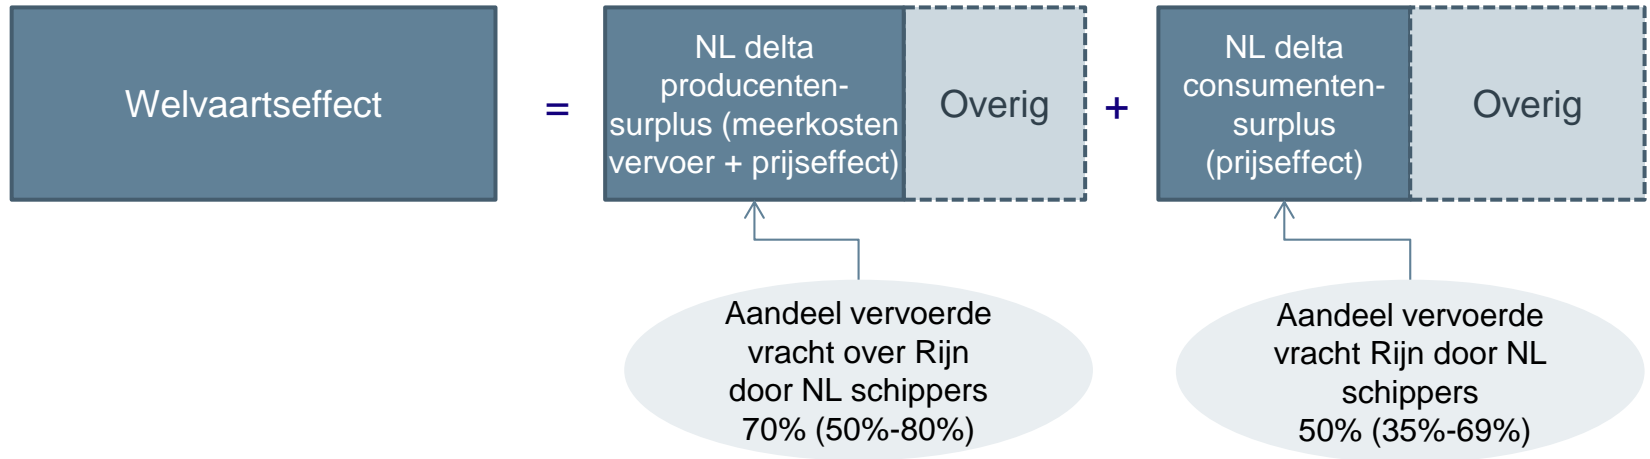 Welvaartseffect
=
NL delta
producenten-
surplus (meerkosten
vervoer + prijseffect)
Overig
+
NL delta
consumenten-
surplus
(prijseffect)
Overig
Aandeel vervoerde
vracht over Rijn
door NL schippers
70% (50%-80%)
Aandeel vervoerde
vracht Rijn door NL
schippers
50% (35%-69%)